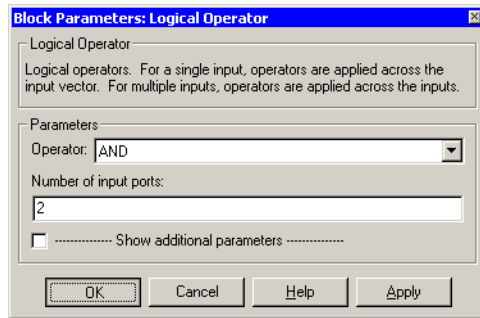 Block Parameters: Logical Operator
Logical Operator
Logical operators. For a single input, operators are applied across the
input vector. For multiple inputs, operators are applied across the inputs.
Parameters
Operator: AND
Number of input ports:
2
-------------- Show additional parameters --------------
OK Cancel Help Apply